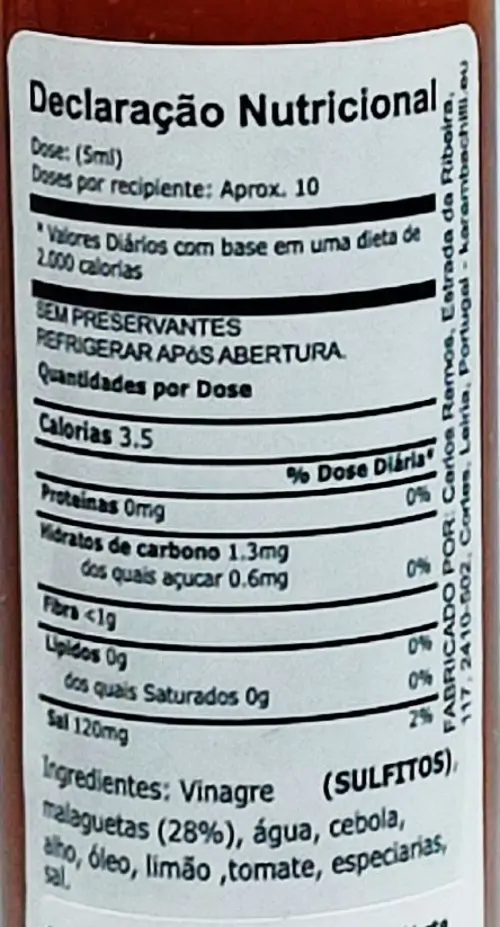 Declaração Nutricional
Dose: (5ml)
Doses por recipiente: Aprox. 10
* Valores Diários com base em uma dieta de
2.000 calorias
SEM PRESERVANTES
REFRIGERAR APóS ABERTURA.
Quantidades por Dose
Calorias 3.5
% Dose Diária*
Proteinas 0mg 0%
Hidratos de carbono 1.3mg
dos quais açucar 0.6mg 0%
Fibra <1g
Lipidos 0g 0%
dos quais Saturados 0g 0%
Sal 120mg 2%
Ingredientes: Vinagre (SULFITOS),
malaguetas (28%), água, cebola,
alho, óleo, limão ,tomate, especiarias,
sal.
FABRICADO POR: Carlos Ramos, Estrada da Ribeira,
117, 2410-502, Cortes, Leiria, Portugal - karambachilli.eu